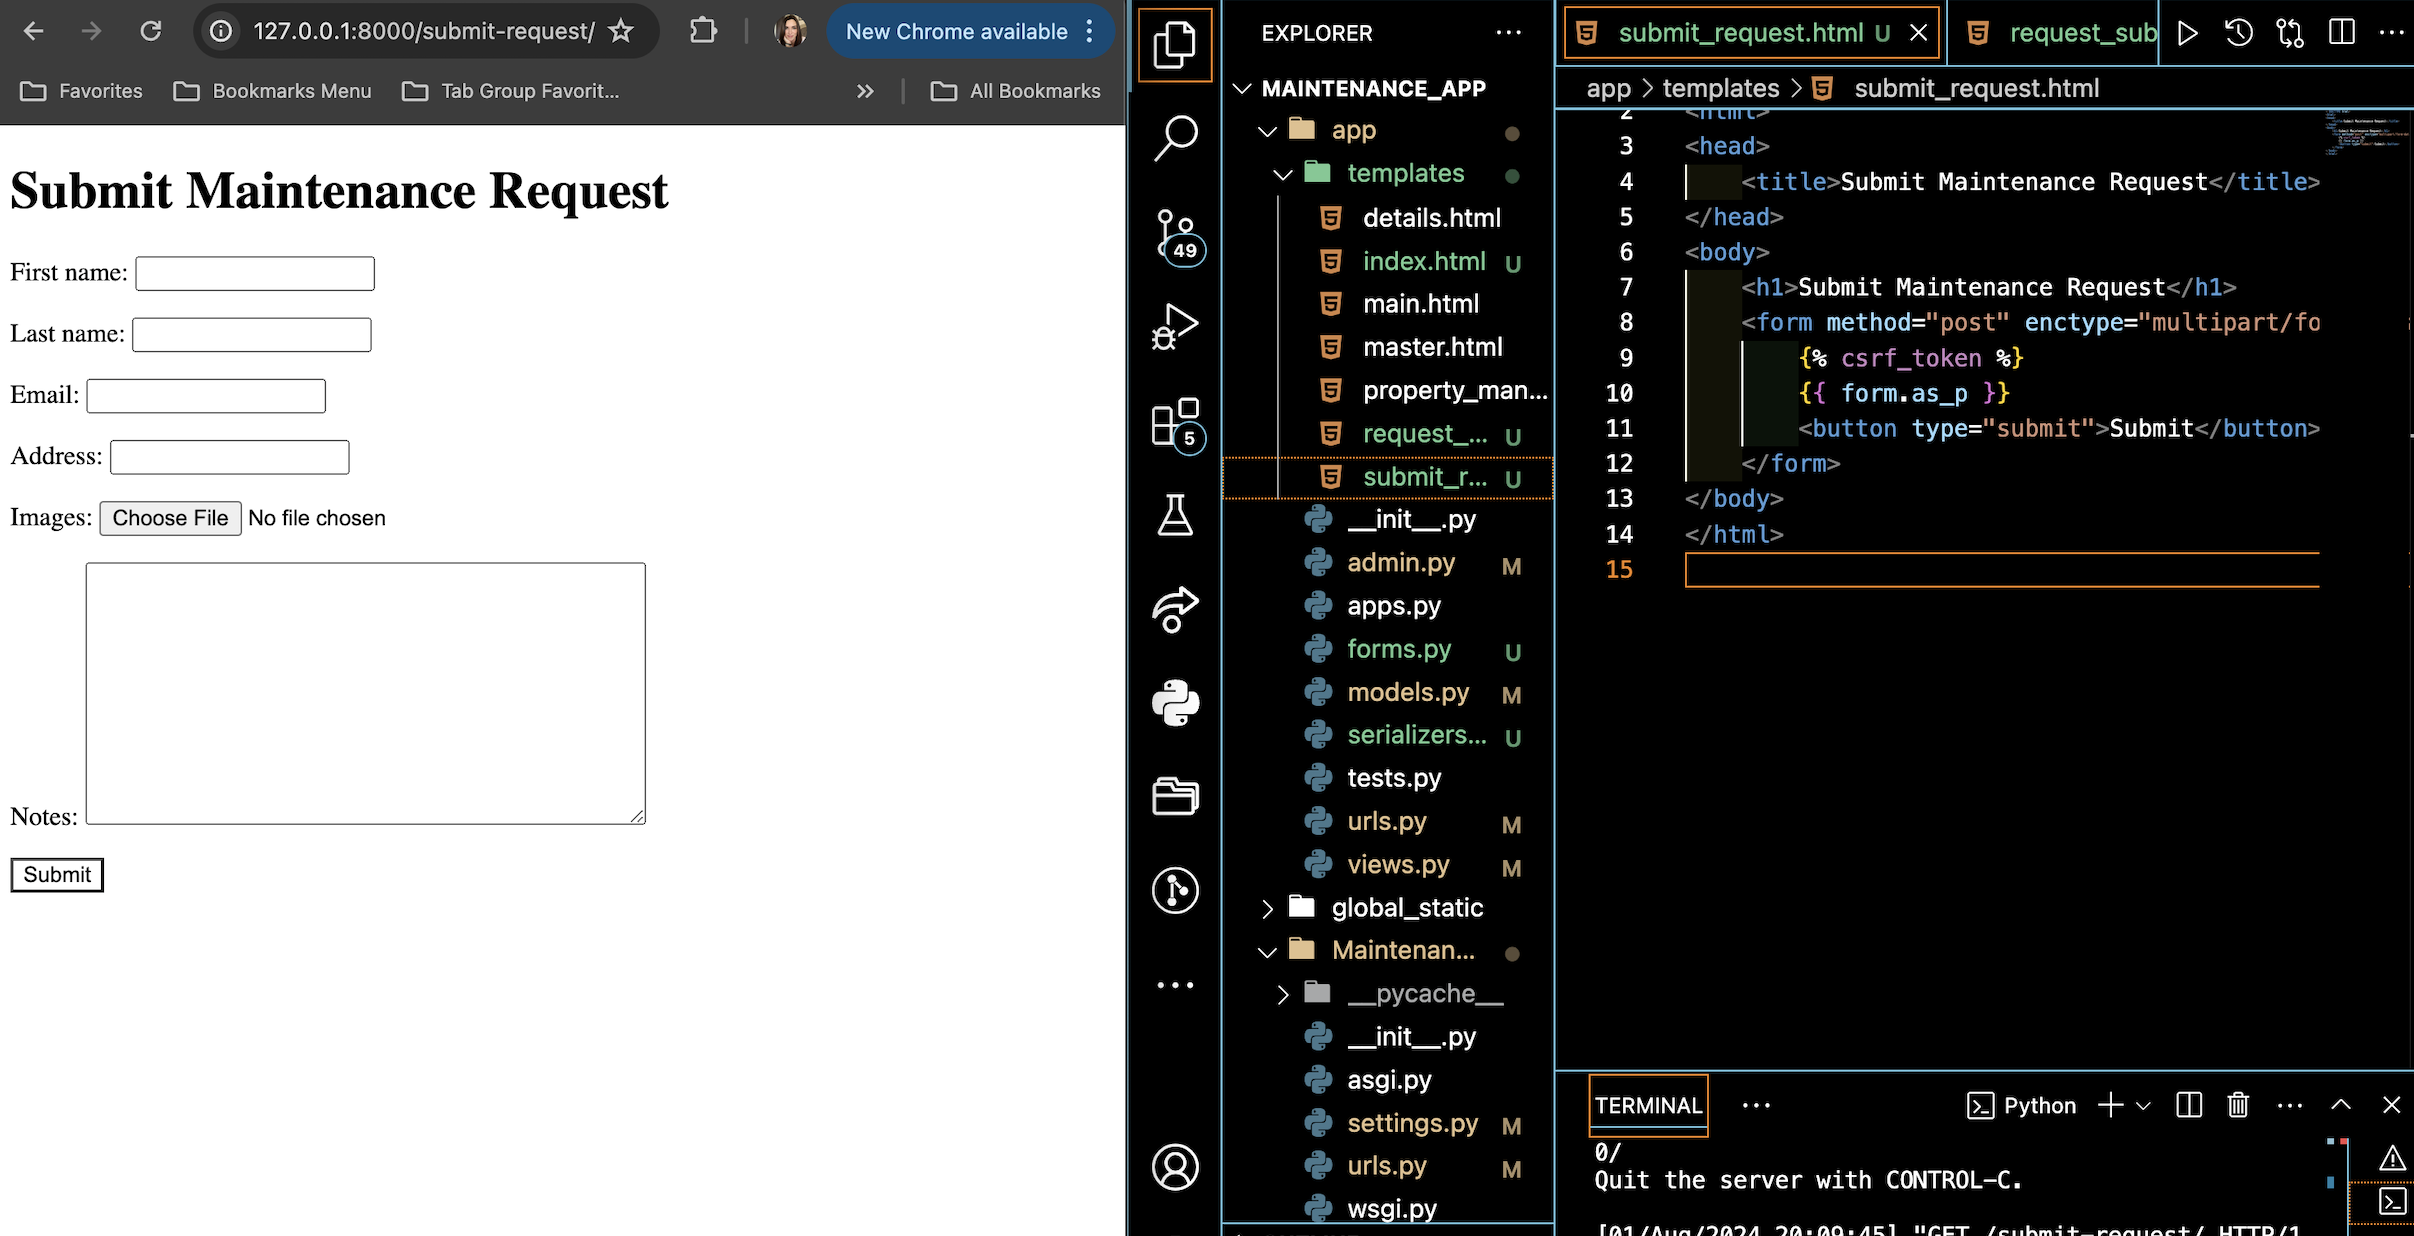 127.0.0.1:8000/submit-request/
New Chrome available
Favorites
Bookmarks Menu
Tab Group Favorit...
All Bookmarks
Submit Maintenance Request
First name:
Last name:
Email:
Address:
Images: Choose File No file chosen
Notes:
Submit
49
5
EXPLORER
MAINTENANCE_APP
app
templates
details.html
index.html U
main.html
master.html
property_man...
request_... U
submit_r... U
__init__.py
admin.py M
apps.py
forms.py U
models.py M
serializers... U
tests.py
urls.py M
views.py M
global_static
Maintenan...
__pycache__
__init__.py
asgi.py
settings.py M
urls.py M
wsgi.py
submit_request.html U
request_sub
app > templates > submit_request.html
2 <html>
3 <head>
4 <title>Submit Maintenance Request</title>
5 </head>
6 <body>
7 <h1>Submit Maintenance Request</h1>
8 <form method="post" enctype="multipart/fo
9 {% csrf_token %}
10 {{ form.as_p }}
11 <button type="submit">Submit</button>
12 </form>
13 </body>
14 </html>
15
TERMINAL
Python
0/
Quit the server with CONTROL-C.
[01/Aug/2024 20:09:45] "GET /submit-request/ HTTP/1